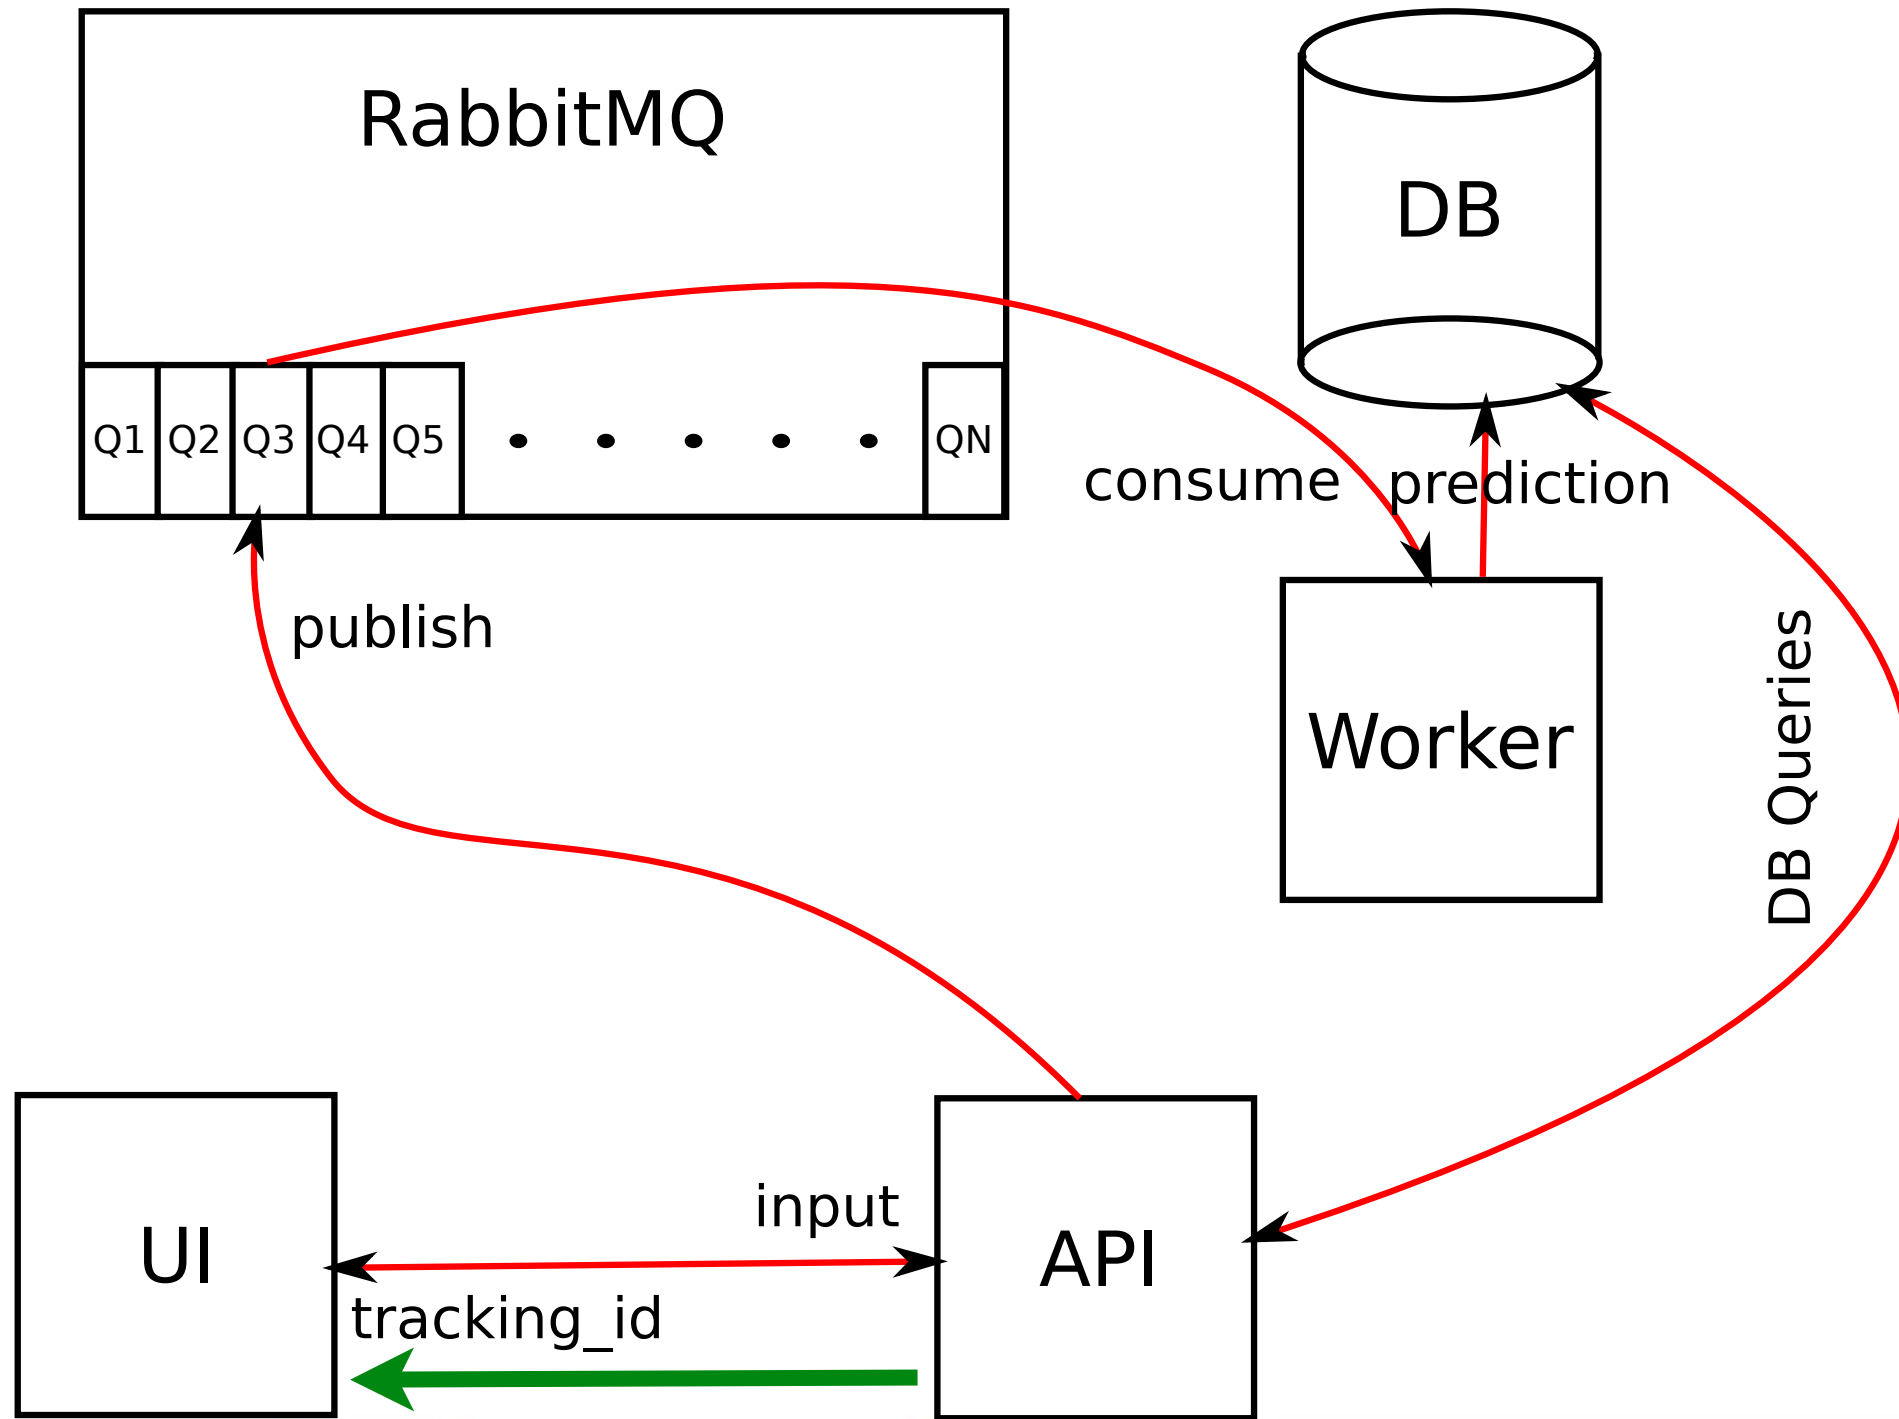 RabbitMQ
DB
Q1 Q2 Q3 Q4 Q5 QN
consume
prediction
publish
Worker
DB Queries
input
UI
API
tracking_id